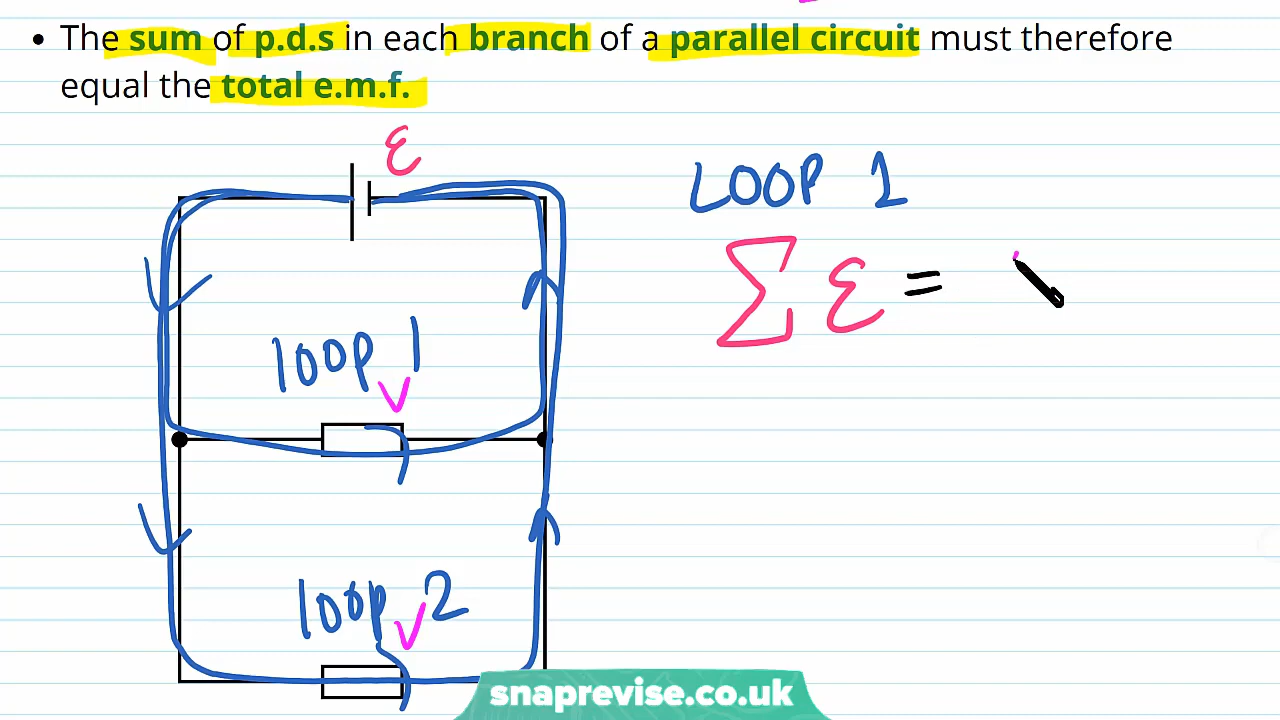 • The sum of p.d.s in each branch of a parallel circuit must therefore
equal the total e.m.f.
ε
LOOP 1
∑ ε =
loop 1
V
loop 2
V
snaprevise.co.uk